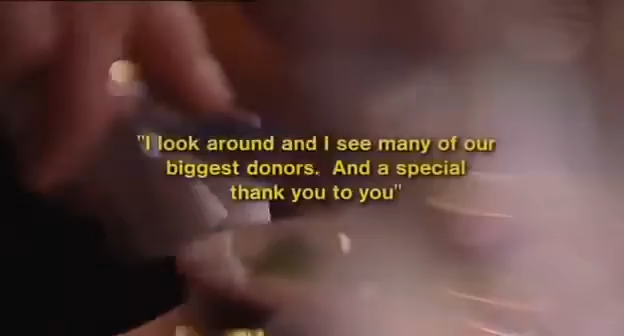 "I look around and I see many of our
biggest donors. And a special
thank you to you"